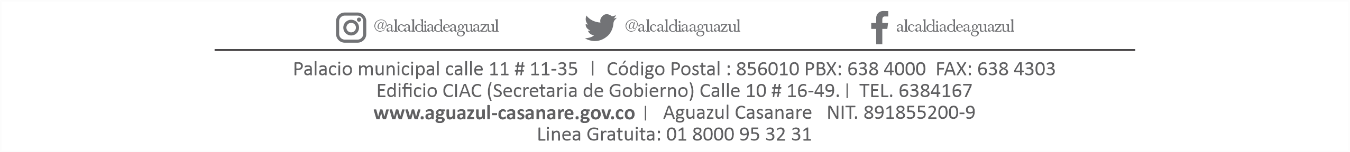 @alcaldiadeaguazul @alcaldiaaguazul alcaldiadeaguazul
Palacio municipal calle 11 # 11-35 | Código Postal : 856010 PBX: 638 4000 FAX: 638 4303
Edificio CIAC (Secretaria de Gobierno) Calle 10 # 16-49. | TEL. 6384167
www.aguazul-casanare.gov.co | Aguazul Casanare NIT. 891855200-9
Linea Gratuita: 01 8000 95 32 31